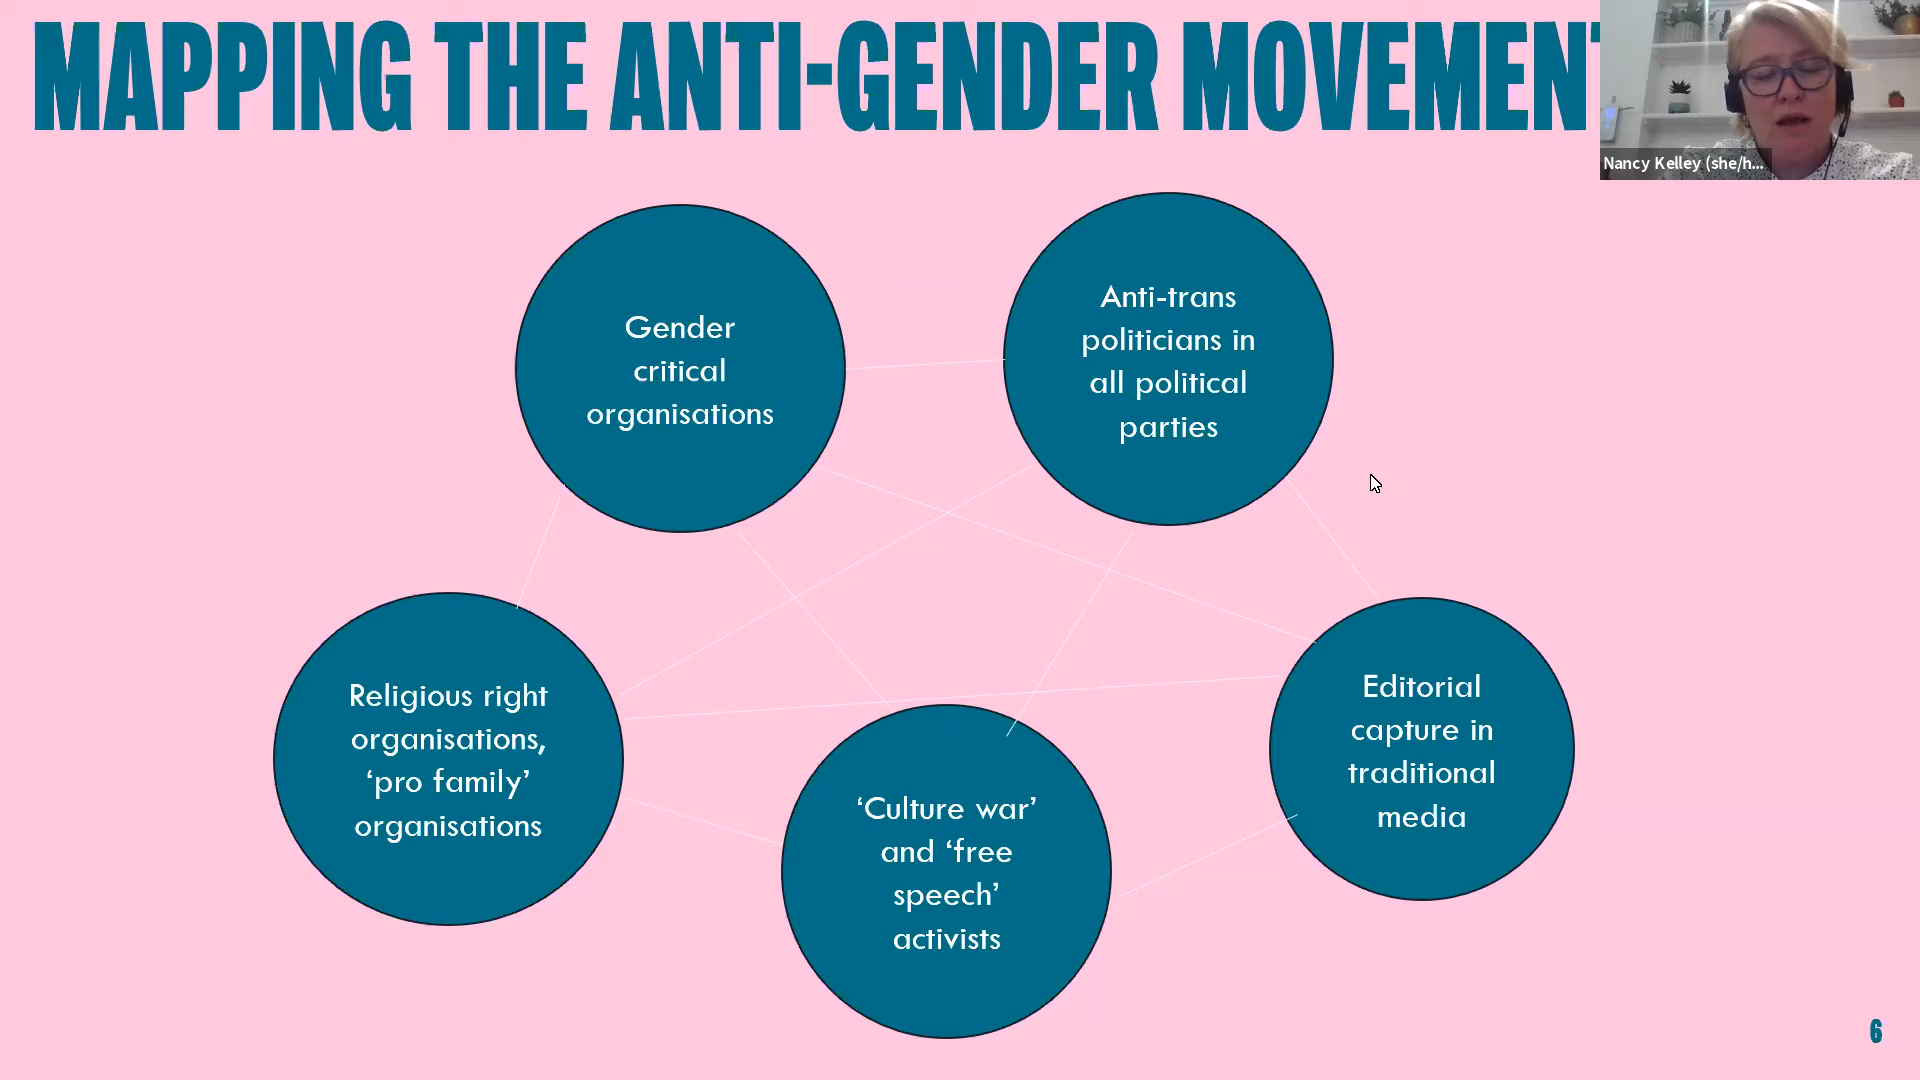 MAPPING THE ANTI-GENDER MOVEMENT
Nancy Kelley (she/h...
Gender
critical
organisations
Anti-trans
politicians in
all political
parties
Religious right
organisations,
‘pro family’
organisations
‘Culture war’
and ‘free
speech’
activists
Editorial
capture in
traditional
media
6